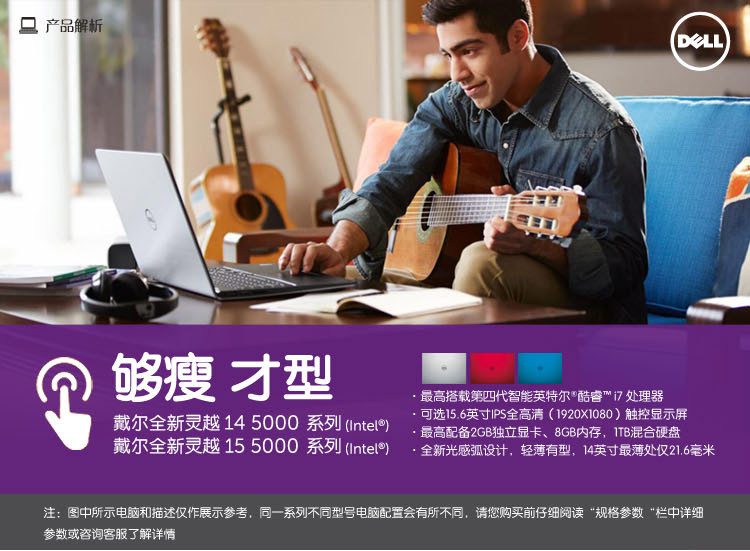 产品解析
DELL
够瘦 才型
戴尔全新灵越 14 5000 系列 (Intel®)
戴尔全新灵越 15 5000 系列 (Intel®)
· 最高搭载第四代智能英特尔®酷睿™ i7 处理器
· 可选15.6英寸IPS全高清（1920X1080）触控显示屏
· 最高配备2GB独立显卡、8GB内存，1TB混合硬盘
· 全新光感弧设计，轻薄有型，14英寸最薄处仅21.6毫米
注：图中所示电脑和描述仅作展示参考，同一系列不同型号电脑配置会有所不同，请您购买前仔细阅读“规格参数“栏中详细
参数或咨询客服了解详情